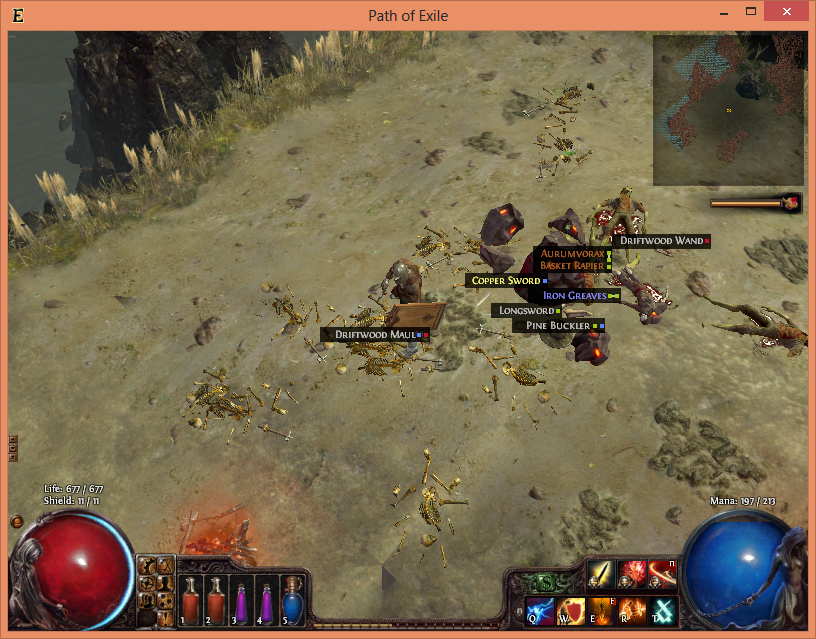 E
Path of Exile
DRIFTWOOD WAND
AURUMVORAX
BASKET RAPIER
COPPER SWORD
IRON GREAVES
LONGSWORD
PINE BUCKLER
DRIFTWOOD MAUL
Life: 677 / 677
Shield: 11 / 11
Mana: 197 / 213
1 2 3 4 5
Q W E R T